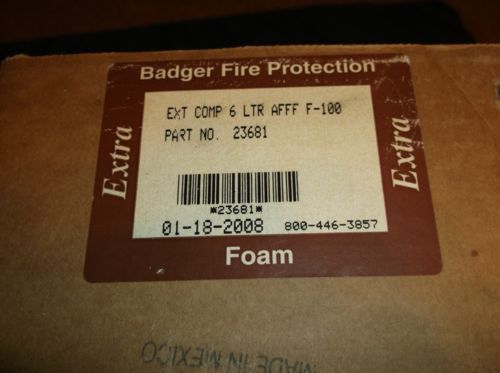 Badger Fire Protection
Extra
EXT COMP 6 LTR AFFF F-100
PART NO. 23681
*23681*
01-18-2008 800-446-3857
Extra
Foam
MADE IN MEXICO